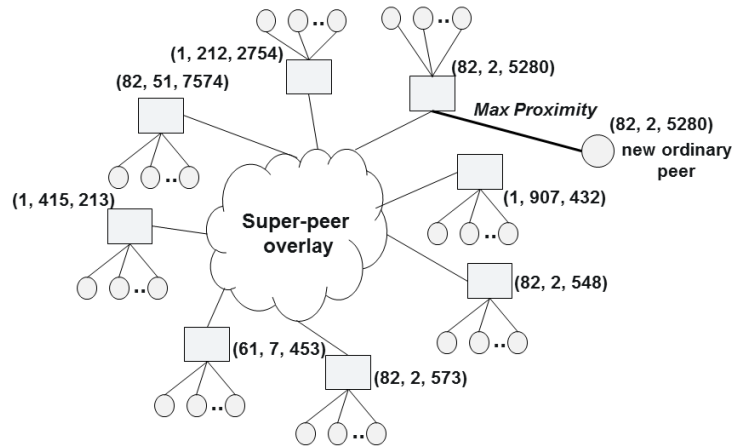 (1, 212, 2754)
(82, 2, 5280)
(82, 51, 7574)
Max Proximity
(82, 2, 5280)
new ordinary
peer
(1, 415, 213)
(1, 907, 432)
Super-peer
overlay
(82, 2, 548)
(61, 7, 453)
(82, 2, 573)